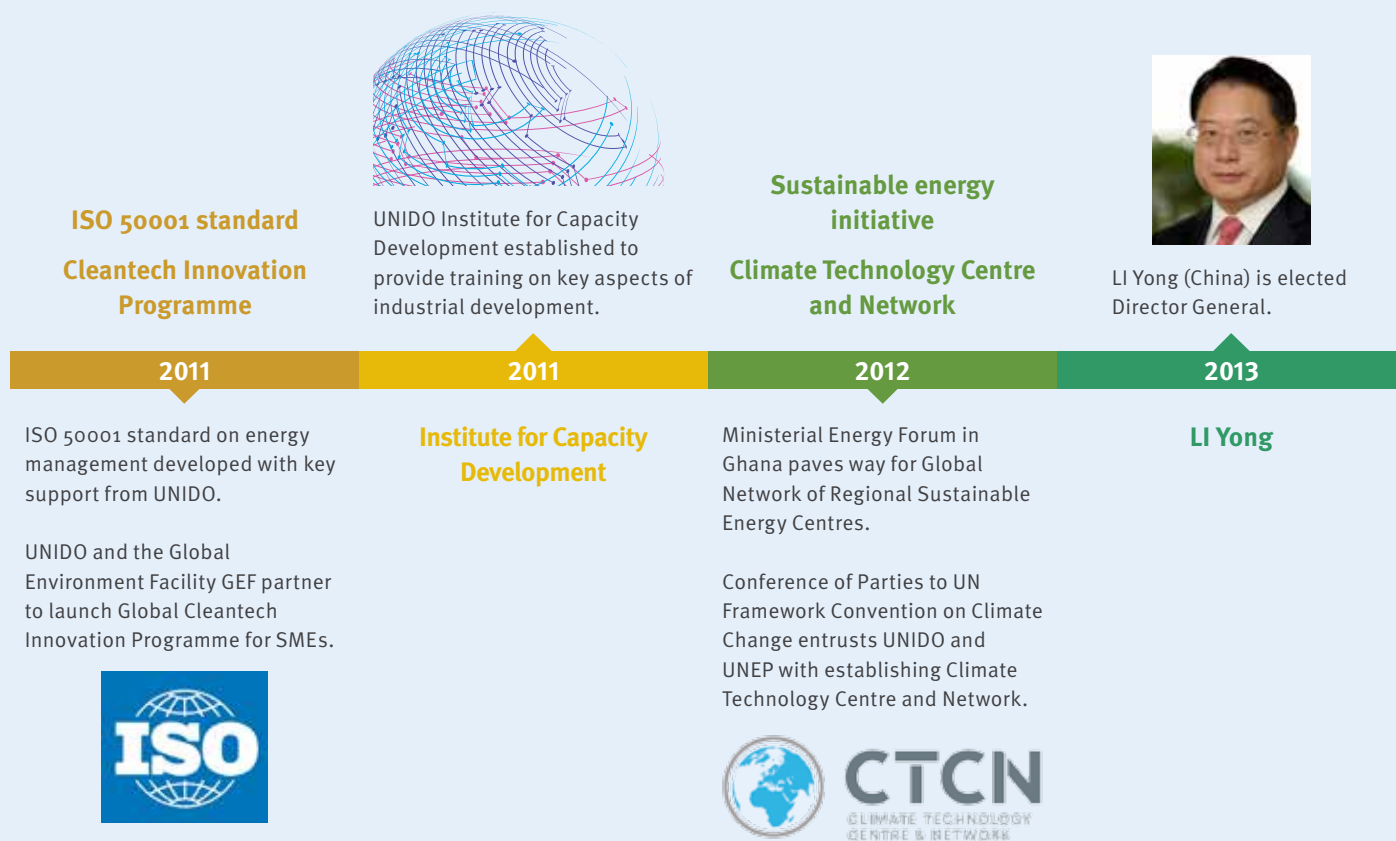 ISO 50001 standard
Cleantech Innovation
Programme
2011
ISO 50001 standard on energy
management developed with key
support from UNIDO.
UNIDO and the Global
Environment Facility GEF partner
to launch Global Cleantech
Innovation Programme for SMEs.
ISO
UNIDO Institute for Capacity
Development established to
provide training on key aspects of
industrial development.
2011
Institute for Capacity
Development
Sustainable energy
initiative
Climate Technology Centre
and Network
2012
Ministerial Energy Forum in
Ghana paves way for Global
Network of Regional Sustainable
Energy Centres.
Conference of Parties to UN
Framework Convention on Climate
Change entrusts UNIDO and
UNEP with establishing Climate
Technology Centre and Network.
CTCN
CLIMATE TECHNOLOGY
CENTRE & NETWORK
LI Yong (China) is elected
Director General.
2013
LI Yong